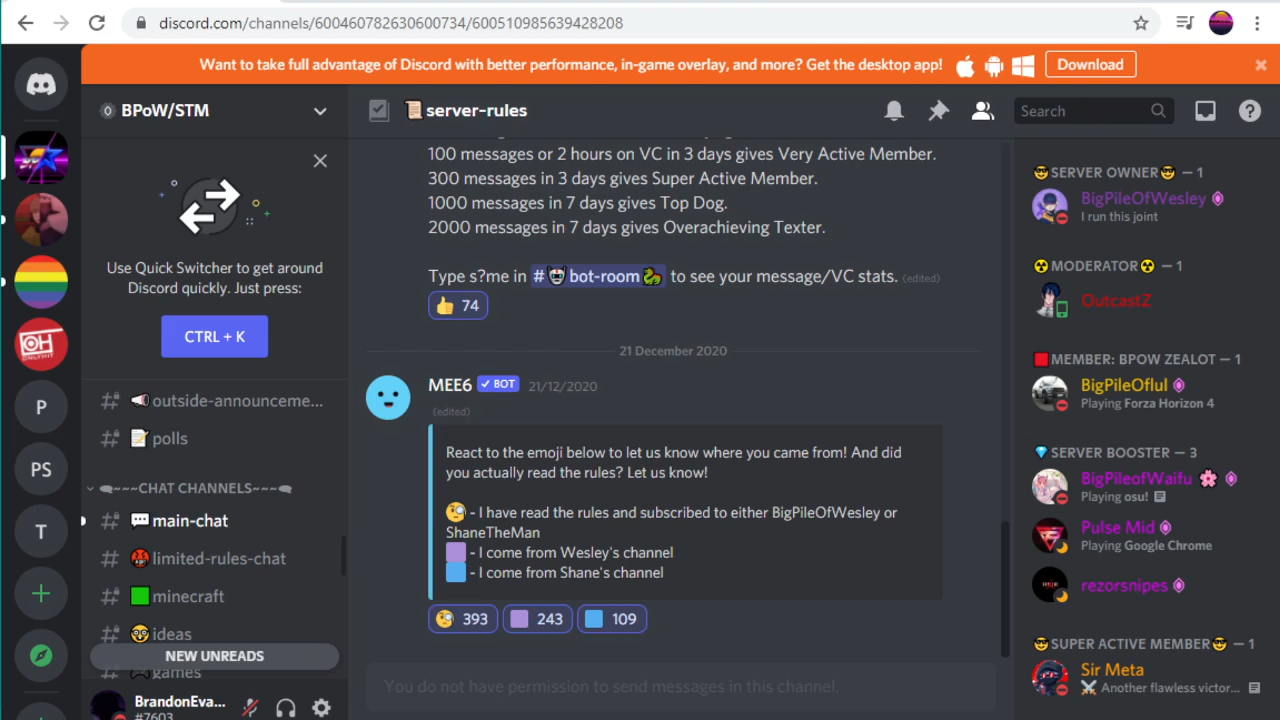 discord.com/channels/600460782630600734/600510985639428208
Want to take full advantage of Discord with better performance, in-game overlay, and more? Get the desktop app!
Download
BPoW/STM
server-rules
Search
100 messages or 2 hours on VC in 3 days gives Very Active Member.
300 messages in 3 days gives Super Active Member.
1000 messages in 7 days gives Top Dog.
2000 messages in 7 days gives Overachieving Texter.
Type s?me in # bot-room to see your message/VC stats. (edited)
74
21 December 2020
MEE6 ✓ BOT 21/12/2020
(edited)
React to the emoji below to let us know where you came from! And did
you actually read the rules? Let us know!
- I have read the rules and subscribed to either BigPileOfWesley or
ShaneTheMan
- I come from Wesley's channel
- I come from Shane's channel
393 243 109
You do not have permission to send messages in this channel.
Use Quick Switcher to get around
Discord quickly. Just press:
CTRL + K
outside-announceme...
polls
~~~CHAT CHANNELS~~~
main-chat
limited-rules-chat
minecraft
ideas
NEW UNREADS
games
BrandonEva...
#7603
OH
ONLYHIT
P
PS
T
SERVER OWNER — 1
BigPileOfWesley
I run this joint
MODERATOR — 1
OutcastZ
MEMBER: BPOW ZEALOT — 1
BigPileOflul
Playing Forza Horizon 4
SERVER BOOSTER — 3
BigPileofWaifu
Playing osu!
Pulse Mid
Playing Google Chrome
rezorsnipes
SUPER ACTIVE MEMBER — 1
Sir Meta
Another flawless victor...